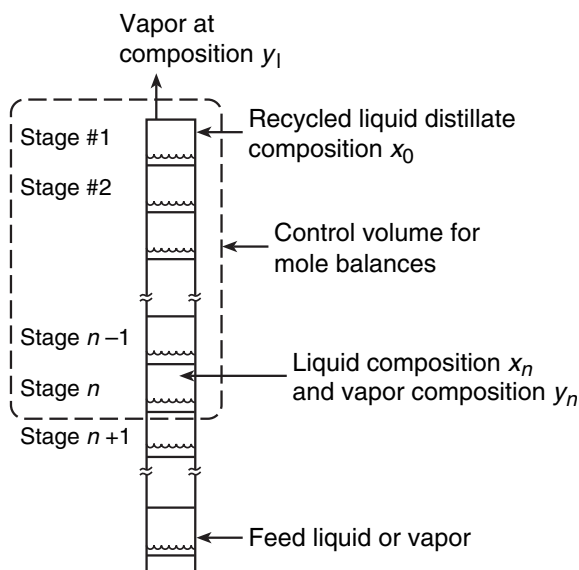 Vapor at
composition y₁
Stage #1
Recycled liquid distillate
composition x₀
Stage #2
Control volume for
mole balances
Stage n–1
Liquid composition xₙ
and vapor composition yₙ
Stage n
Stage n+1
Feed liquid or vapor